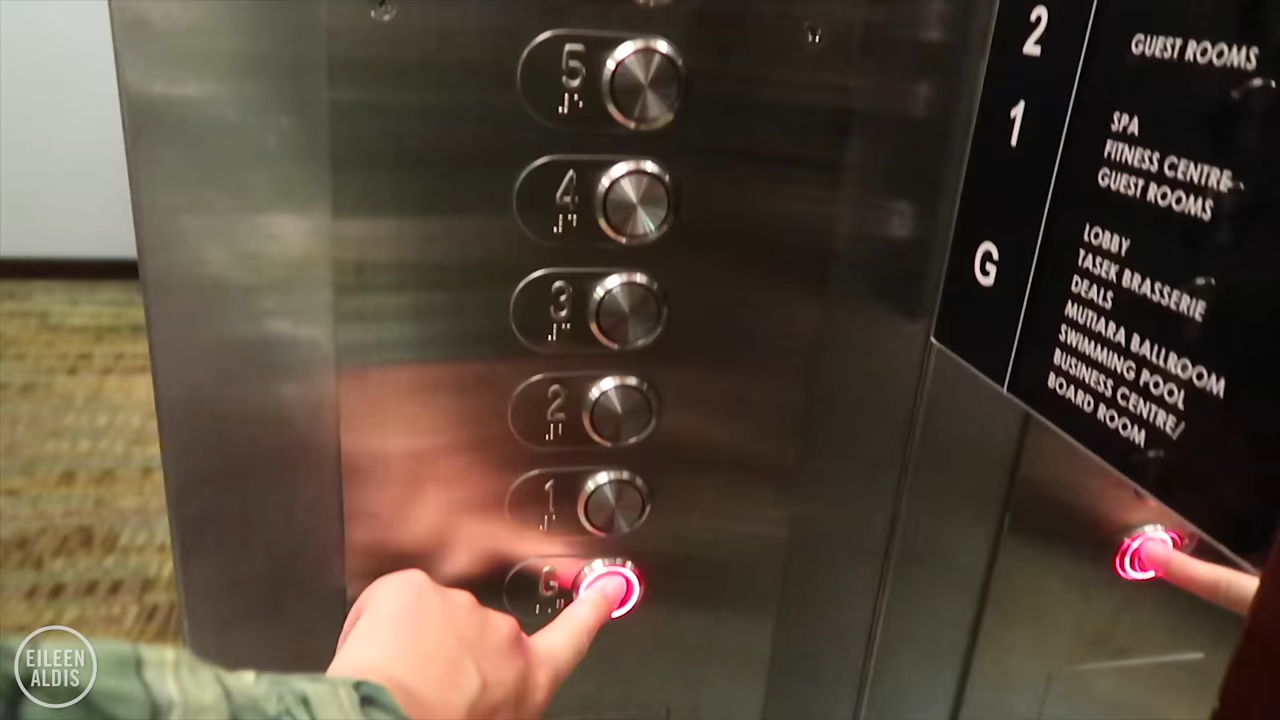 5
4
3
2
1
G
2
GUEST ROOMS
1
SPA
FITNESS CENTRE
GUEST ROOMS
G
LOBBY
TASEK BRASSERIE
DEALS
MUTIARA BALLROOM
SWIMMING POOL
BUSINESS CENTRE/
BOARD ROOM
EILEEN
ALDIS